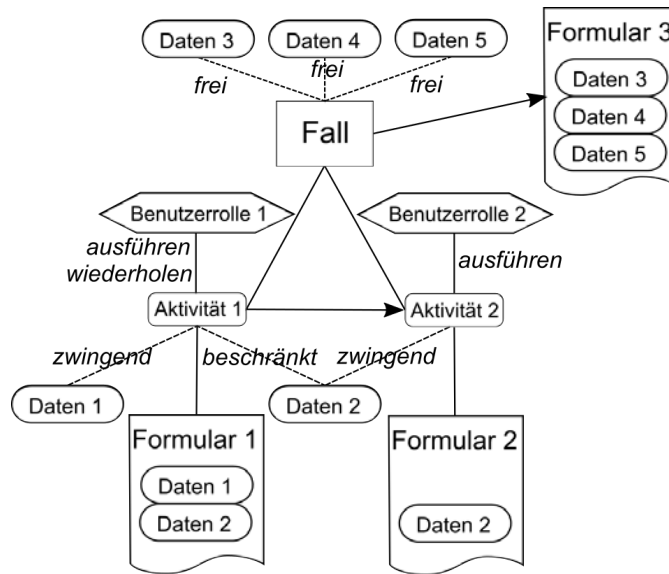 Daten 3
Daten 4
Daten 5
frei
frei
frei
Fall
Formular 3
Daten 3
Daten 4
Daten 5
Benutzerrolle 1
Benutzerrolle 2
ausführen
wiederholen
ausführen
Aktivität 1
Aktivität 2
zwingend
beschränkt
zwingend
Daten 1
Daten 2
Formular 1
Daten 1
Daten 2
Formular 2
Daten 2